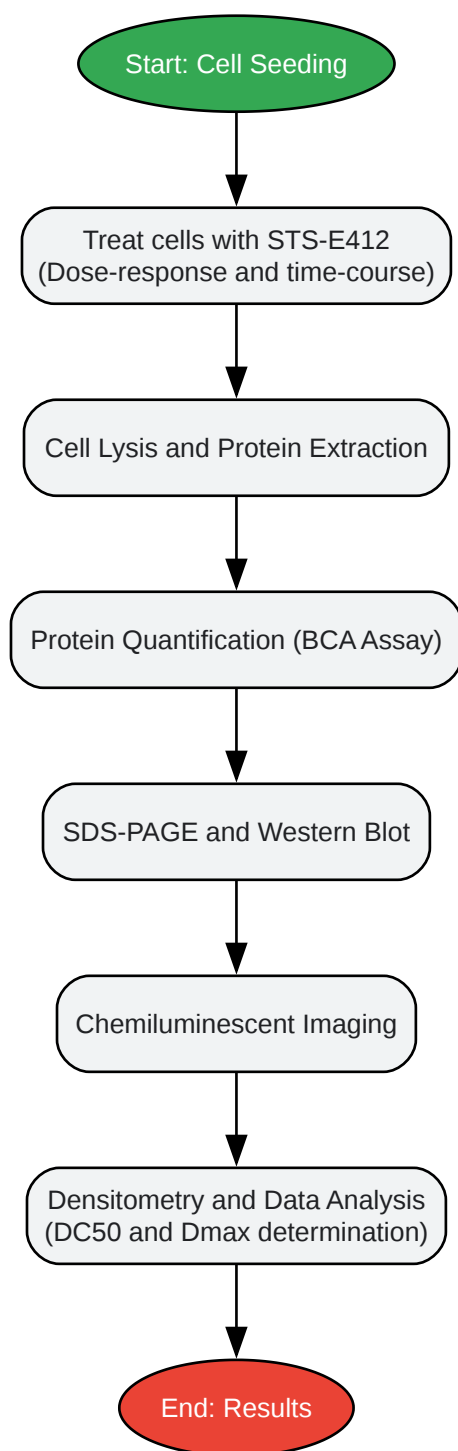 Start: Cell Seeding
Treat cells with STS-E412
(Dose-response and time-course)
Cell Lysis and Protein Extraction
Protein Quantification (BCA Assay)
SDS-PAGE and Western Blot
Chemiluminescent Imaging
Densitometry and Data Analysis
(DC50 and Dmax determination)
End: Results